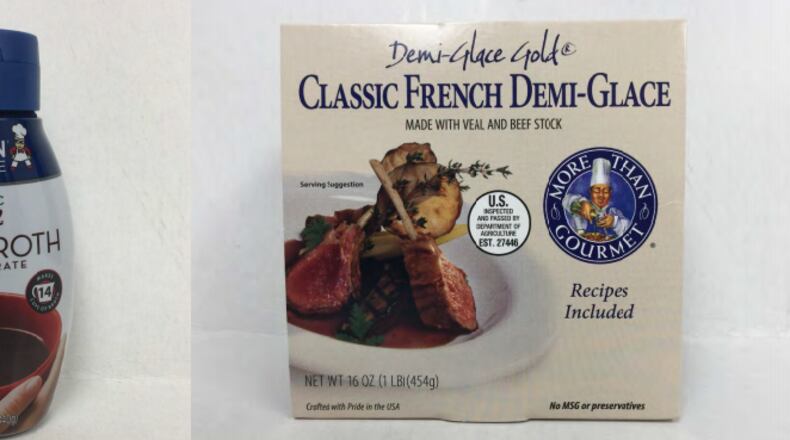 ROTH
14
Demi-Glace Gold®
CLASSIC FRENCH DEMI-GLACE
MADE WITH VEAL AND BEEF STOCK
Serving Suggestion
U.S.
INSPECTED
AND PASSED BY
DEPARTMENT OF
AGRICULTURE
EST. 27446
MORE THAN
GOURMET
®
Recipes
Included
NET WT 16 OZ (1 LB)(454g)
Crafted with Pride in the USA
No MSG or preservatives